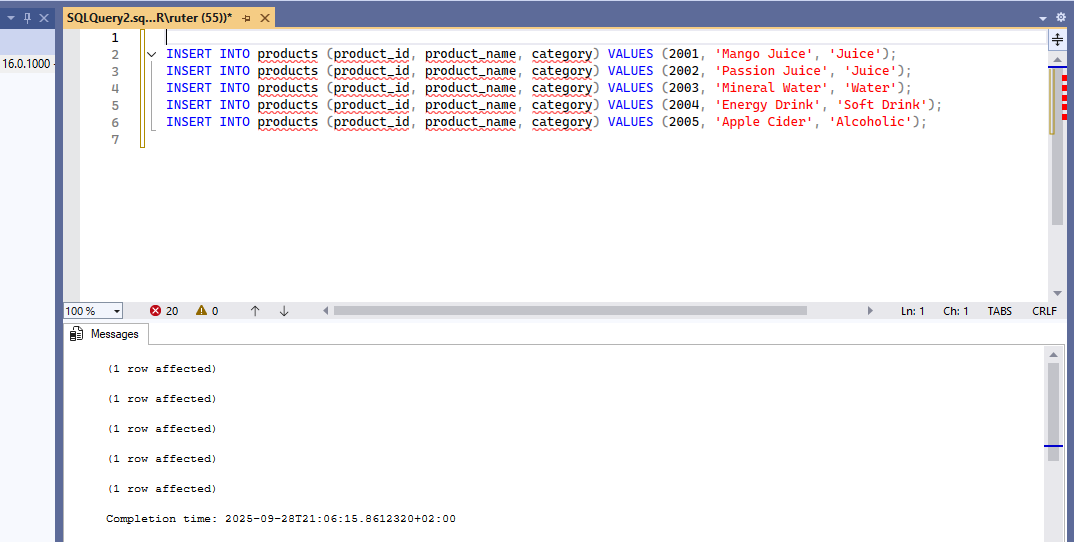 SQLQuery2.sq...R\ruter (55))*
16.0.1000
1
2 INSERT INTO products (product_id, product_name, category) VALUES (2001, 'Mango Juice', 'Juice');
3 INSERT INTO products (product_id, product_name, category) VALUES (2002, 'Passion Juice', 'Juice');
4 INSERT INTO products (product_id, product_name, category) VALUES (2003, 'Mineral Water', 'Water');
5 INSERT INTO products (product_id, product_name, category) VALUES (2004, 'Energy Drink', 'Soft Drink');
6 INSERT INTO products (product_id, product_name, category) VALUES (2005, 'Apple Cider', 'Alcoholic');
7
100 % 20 0 Ln: 1 Ch: 1 TABS CRLF
Messages
(1 row affected)
(1 row affected)
(1 row affected)
(1 row affected)
(1 row affected)
Completion time: 2025-09-28T21:06:15.8612320+02:00